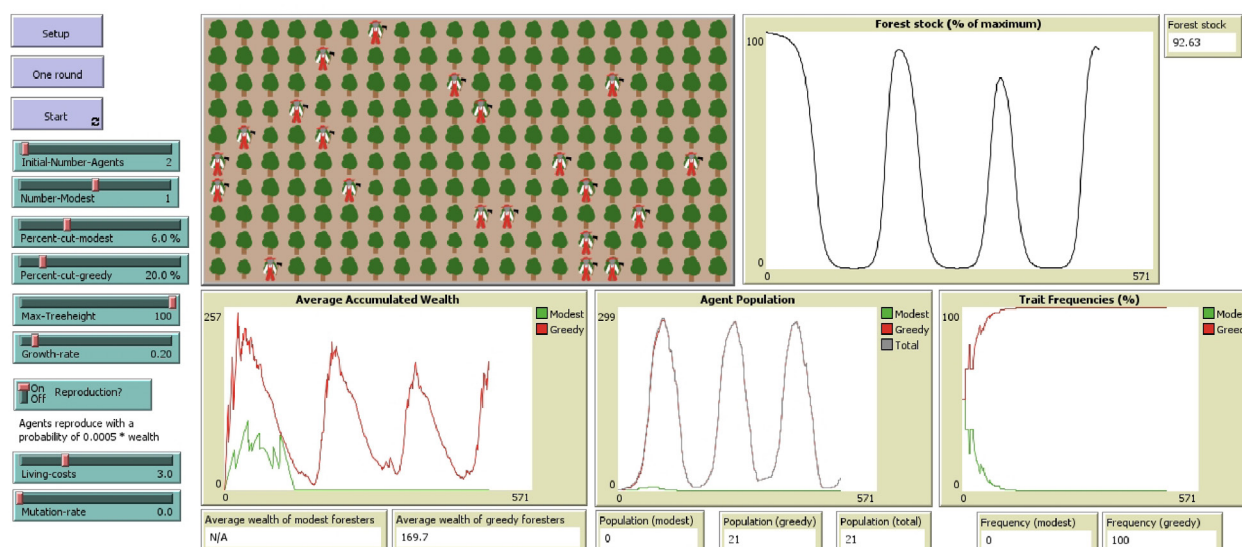 Setup
One round
Start
Initial-Number-Agents 2
Number-Modest 1
Percent-cut-modest 6.0 %
Percent-cut-greedy 20.0 %
Max-Treeheight 100
Growth-rate 0.20
On
Off
Reproduction?
Agents reproduce with a
probability of 0.0005 * wealth
Living-costs 3.0
Mutation-rate 0.0
Forest stock (% of maximum)
100
0
0 571
Forest stock
92.63
Average Accumulated Wealth
257
0
0 571
Modest
Greedy
Agent Population
299
0
0 571
Modest
Greedy
Total
Trait Frequencies (%)
100
0
0 571
Modest
Greedy
Average wealth of modest foresters
N/A
Average wealth of greedy foresters
169.7
Population (modest)
0
Population (greedy)
21
Population (total)
21
Frequency (modest)
0
Frequency (greedy)
100